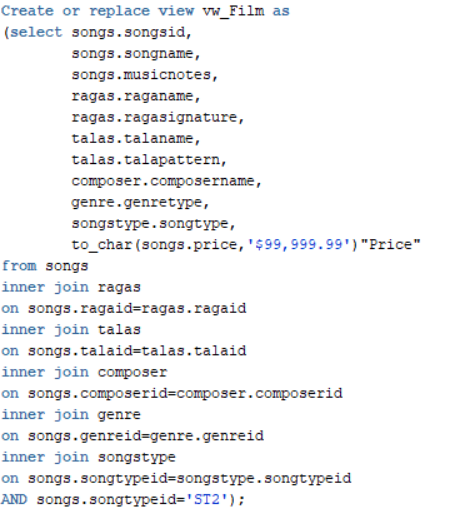 Create or replace view vw_Film as
(select songs.songsid,
songs.songname,
songs.musicnotes,
ragas.raganame,
ragas.ragasignature,
talas.talaname,
talas.talapattern,
composer.composername,
genre.genretype,
songstype.songtype,
to_char(songs.price,'$99,999.99')"Price"
from songs
inner join ragas
on songs.ragaid=ragas.ragaid
inner join talas
on songs.talaid=talas.talaid
inner join composer
on songs.composerid=composer.composerid
inner join genre
on songs.genreid=genre.genreid
inner join songstype
on songs.songtypeid=songstype.songtypeid
AND songs.songtypeid='ST2');